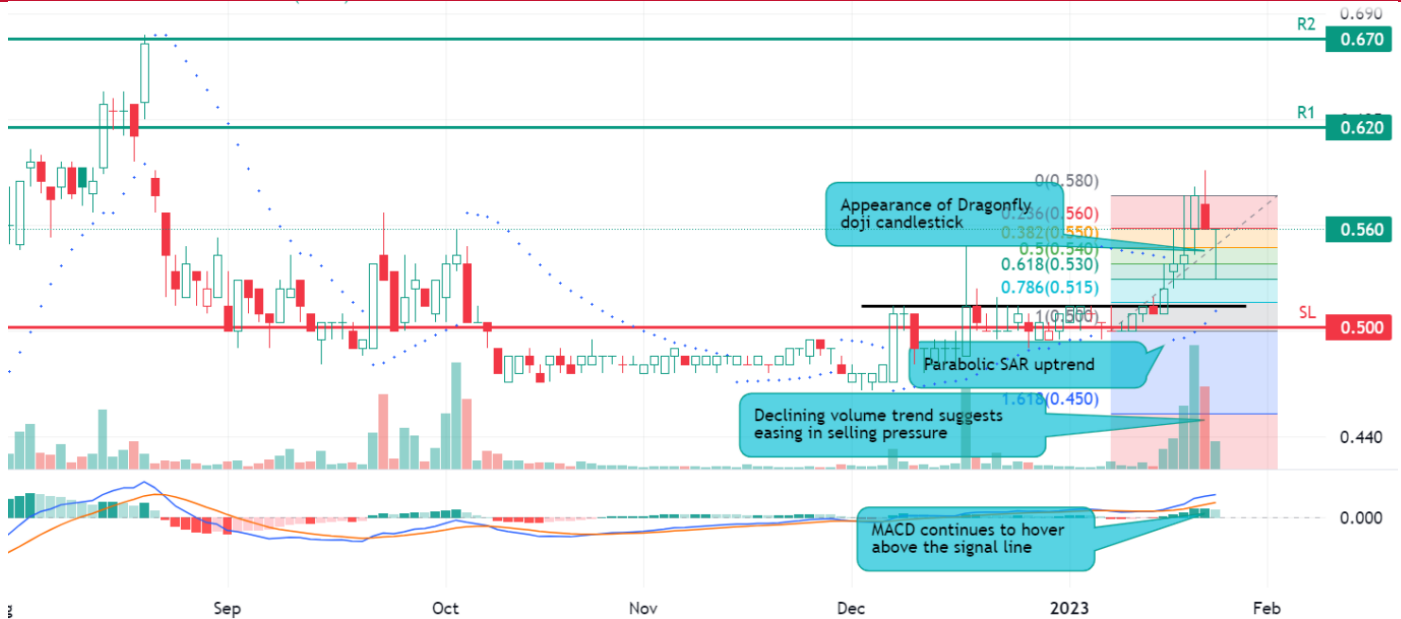 0.690
R2
0.670
R1
0.620
0(0.580)
Appearance of Dragonfly
doji candlestick
0.236(0.560)
0.382(0.550)
0.560
0.5(0.540)
0.618(0.530)
0.786(0.515)
1(0.500)
SL
0.500
Parabolic SAR uptrend
1.618(0.450)
Declining volume trend suggests
easing in selling pressure
0.440
MACD continues to hover
above the signal line
0.000
Sep
Oct
Nov
Dec
2023
Feb